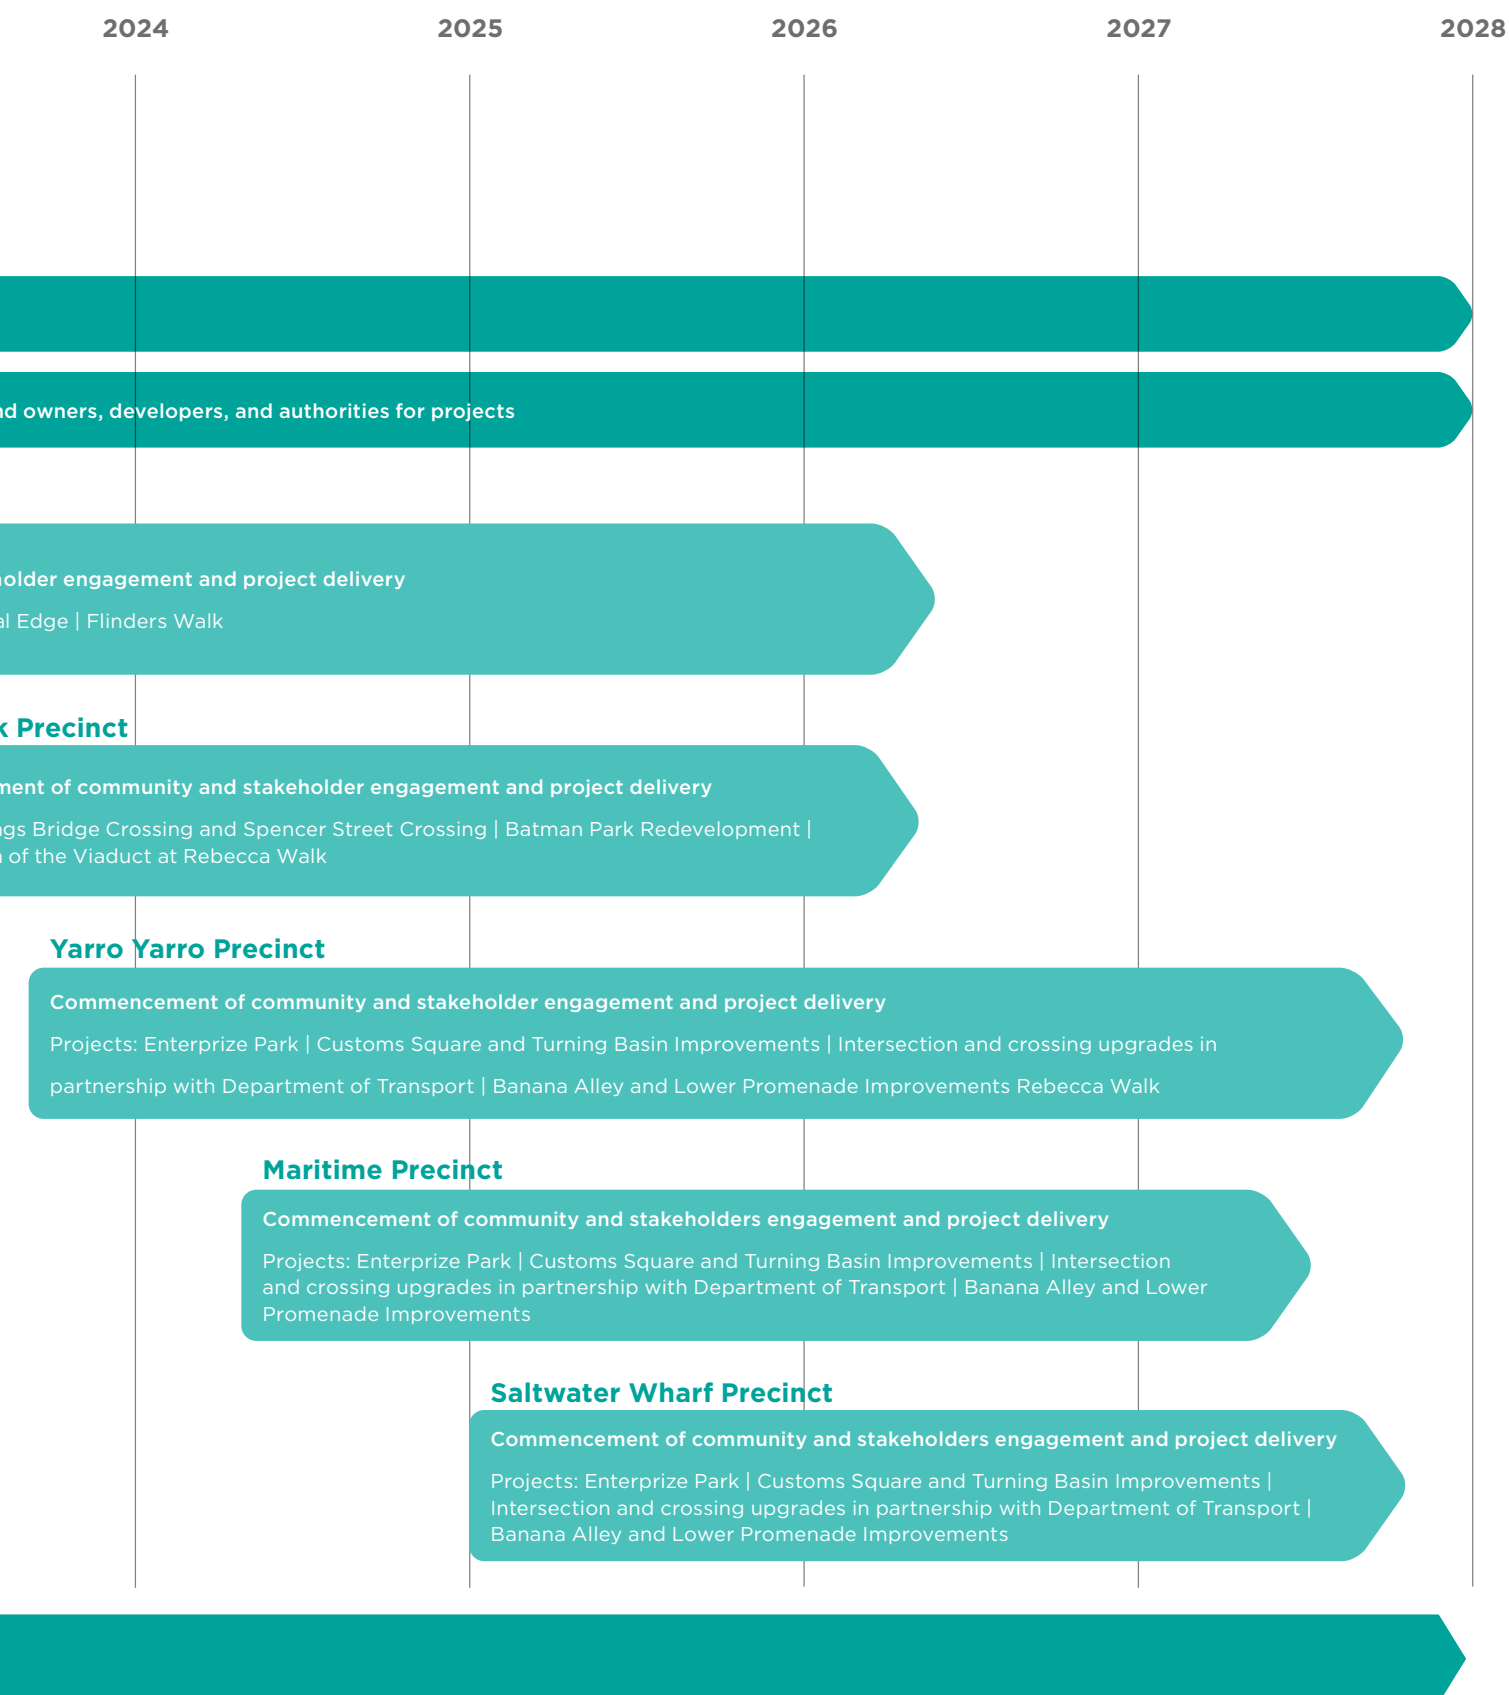 2024 2025 2026 2027 2028
owners, developers, and authorities for projects
engagement and project delivery
Edge | Flinders Walk
Precinct
of community and stakeholder engagement and project delivery
Bridge Crossing and Spencer Street Crossing | Batman Park Redevelopment |
of the Viaduct at Rebecca Walk
Yarro Yarro Precinct
Commencement of community and stakeholder engagement and project delivery
Projects: Enterprize Park | Customs Square and Turning Basin Improvements | Intersection and crossing upgrades in
partnership with Department of Transport | Banana Alley and Lower Promenade Improvements Rebecca Walk
Maritime Precinct
Commencement of community and stakeholders engagement and project delivery
Projects: Enterprize Park | Customs Square and Turning Basin Improvements | Intersection
and crossing upgrades in partnership with Department of Transport | Banana Alley and Lower
Promenade Improvements
Saltwater Wharf Precinct
Commencement of community and stakeholders engagement and project delivery
Projects: Enterprize Park | Customs Square and Turning Basin Improvements |
Intersection and crossing upgrades in partnership with Department of Transport |
Banana Alley and Lower Promenade Improvements